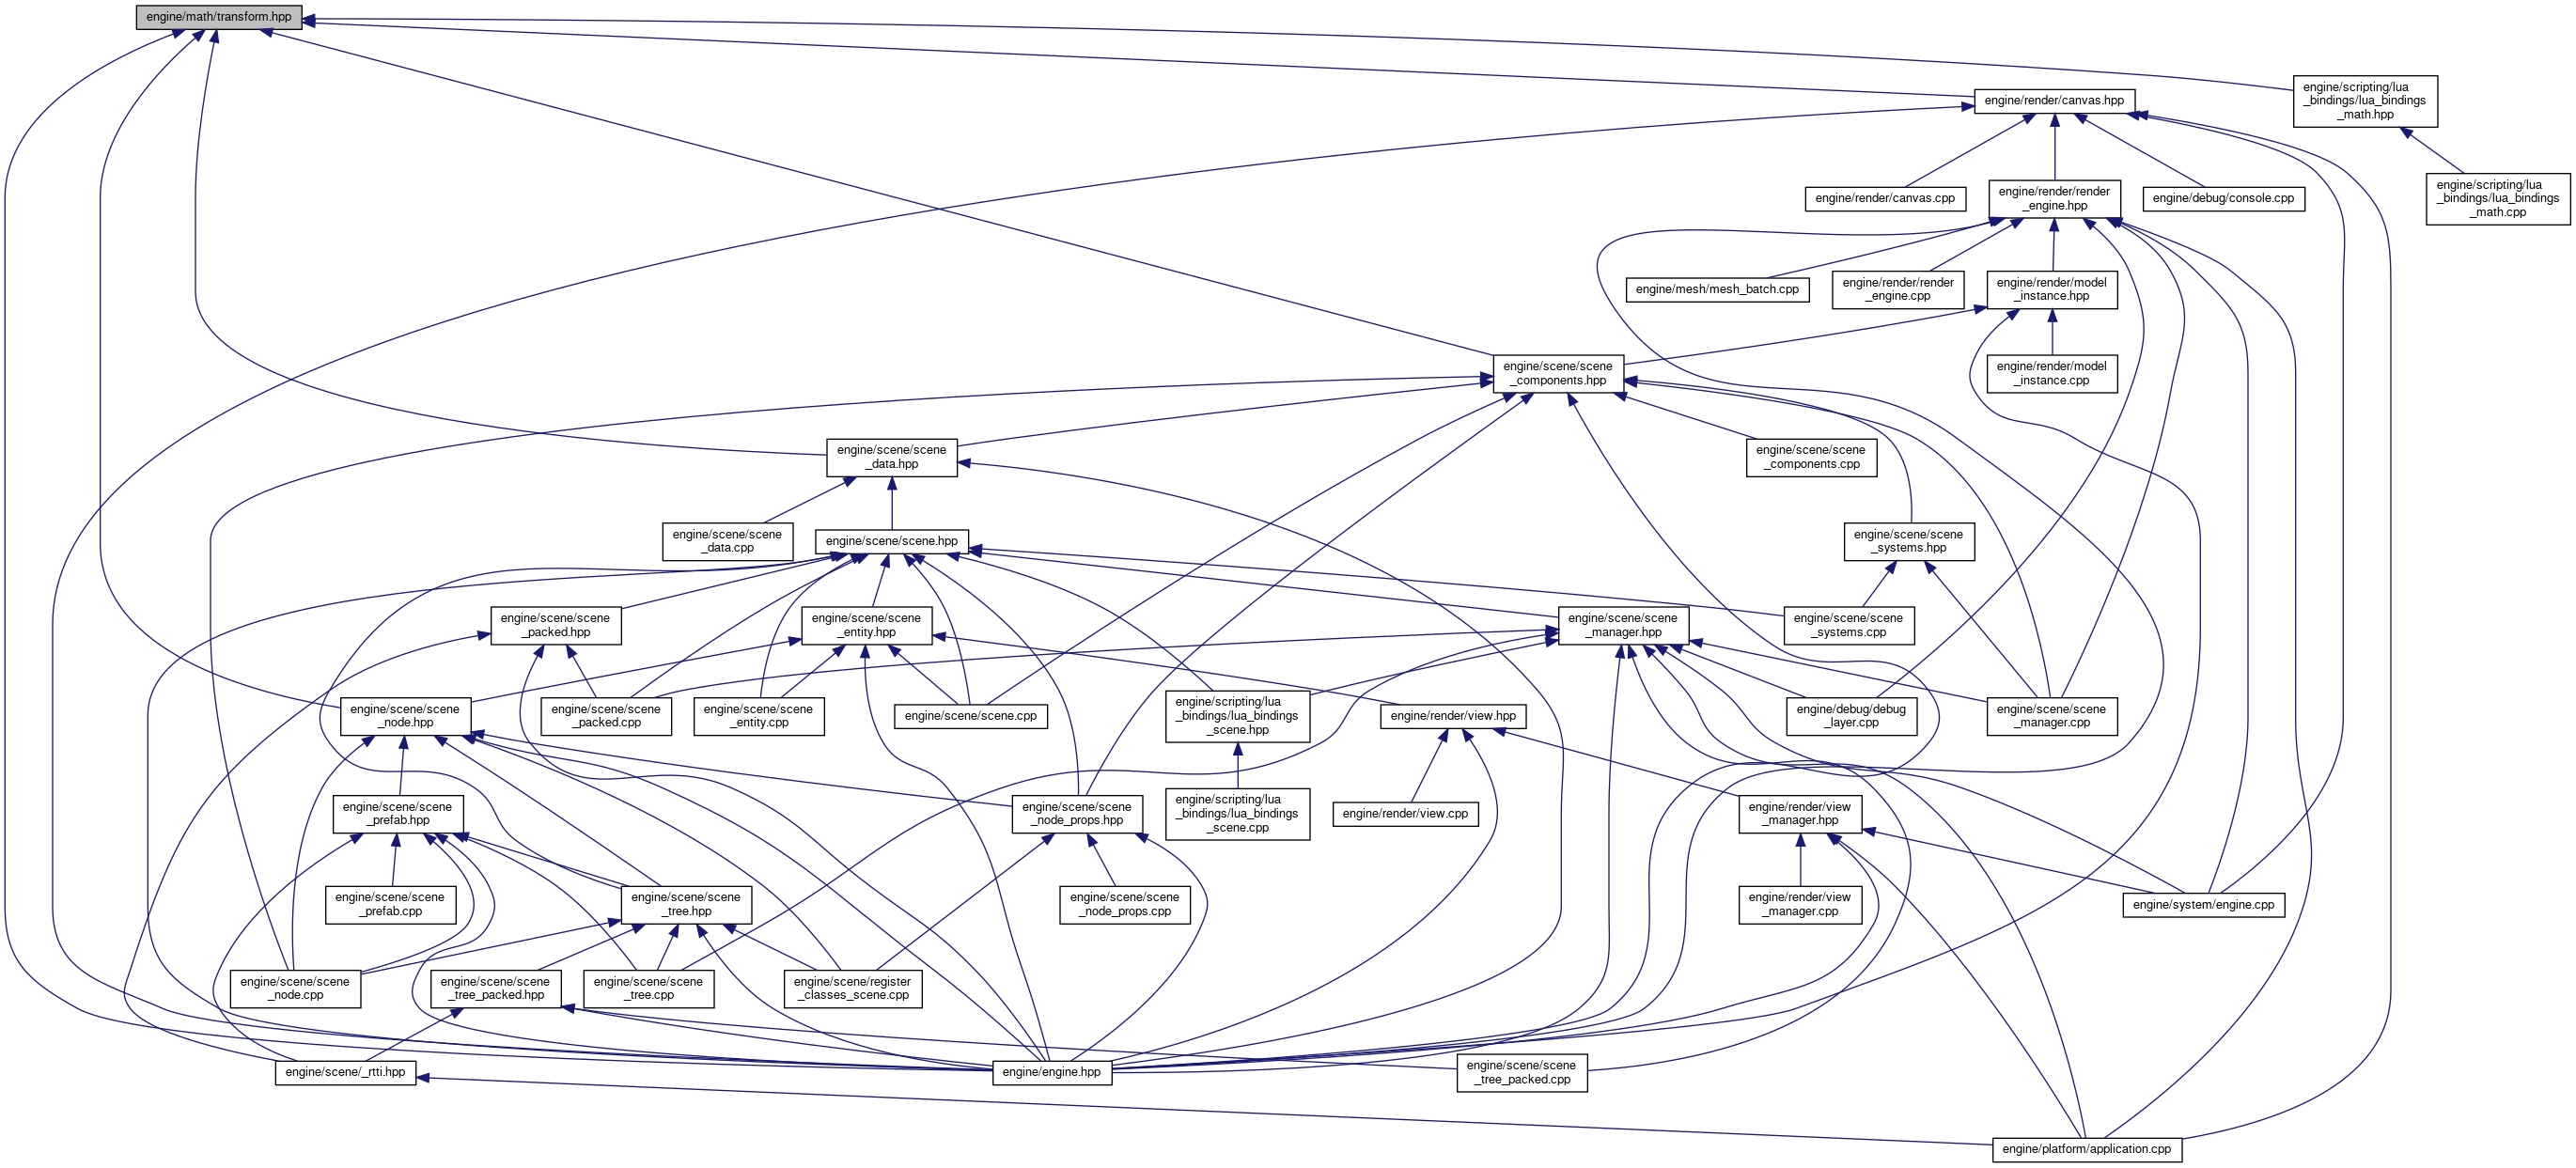 engine/math/transform.hpp
engine/scripting/lua
_bindings/lua_bindings
_math.hpp
engine/render/canvas.hpp
engine/scripting/lua
_bindings/lua_bindings
_math.cpp
engine/render/canvas.cpp
engine/render/render
_engine.hpp
engine/debug/console.cpp
engine/mesh/mesh_batch.cpp
engine/render/render
_engine.cpp
engine/render/model
_instance.hpp
engine/scene/scene
_components.hpp
engine/render/model
_instance.cpp
engine/scene/scene
_data.hpp
engine/scene/scene
_components.cpp
engine/scene/scene
_data.cpp
engine/scene/scene.hpp
engine/scene/scene
_systems.hpp
engine/scene/scene
_packed.hpp
engine/scene/scene
_entity.hpp
engine/scene/scene
_manager.hpp
engine/scene/scene
_systems.cpp
engine/scene/scene
_node.hpp
engine/scene/scene
_packed.cpp
engine/scene/scene
_entity.cpp
engine/scene/scene.cpp
engine/scripting/lua
_bindings/lua_bindings
_scene.hpp
engine/render/view.hpp
engine/debug/debug
_layer.cpp
engine/scene/scene
_manager.cpp
engine/scene/scene
_prefab.hpp
engine/scene/scene
_node_props.hpp
engine/scripting/lua
_bindings/lua_bindings
_scene.cpp
engine/render/view.cpp
engine/render/view
_manager.hpp
engine/scene/scene
_prefab.cpp
engine/scene/scene
_tree.hpp
engine/scene/scene
_node_props.cpp
engine/render/view
_manager.cpp
engine/system/engine.cpp
engine/scene/scene
_node.cpp
engine/scene/scene
_tree_packed.hpp
engine/scene/scene
_tree.cpp
engine/scene/register
_classes_scene.cpp
engine/scene/_rtti.hpp
engine/engine.hpp
engine/scene/scene
_tree_packed.cpp
engine/platform/application.cpp